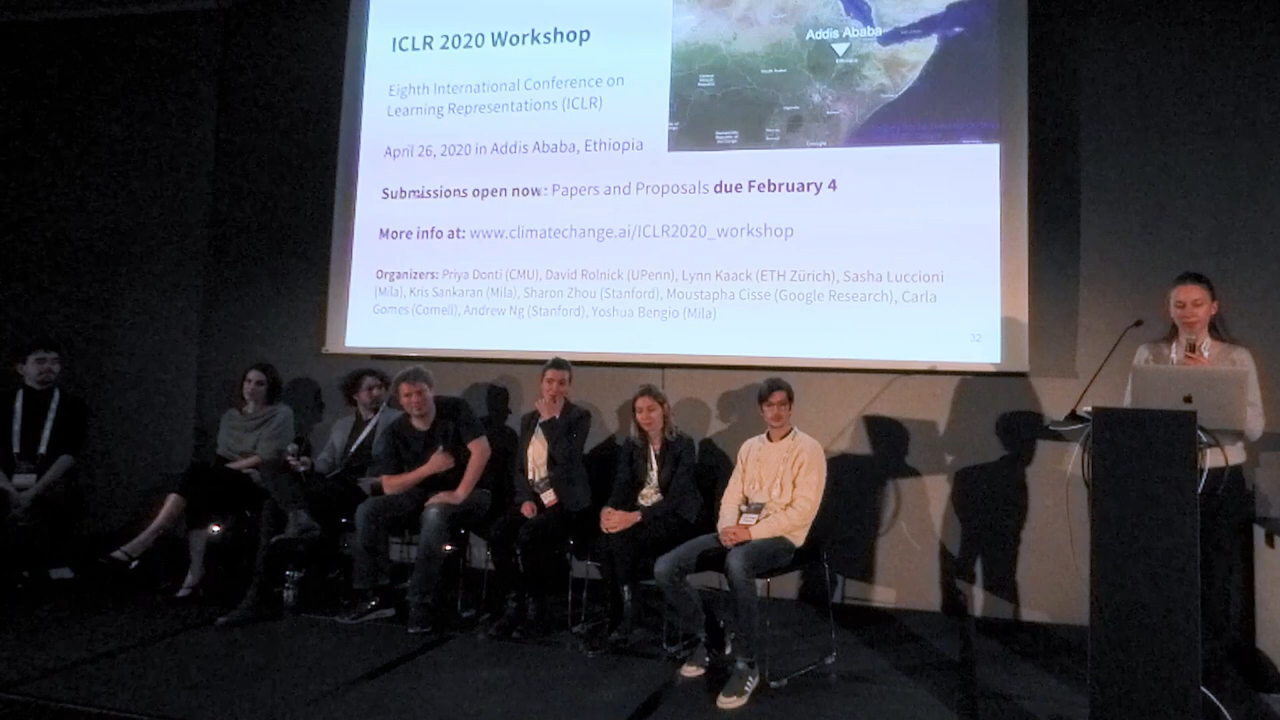 ICLR 2020 Workshop
Addis Ababa
Ethiopia
Eighth International Conference on
Learning Representations (ICLR)
April 26, 2020 in Addis Ababa, Ethiopia
Google
Submissions open now: Papers and Proposals due February 4
More info at: www.climatechange.ai/ICLR2020_workshop
Organizers: Priya Donti (CMU), David Rolnick (UPenn), Lynn Kaack (ETH Zürich), Sasha Luccioni
(Mila), Kris Sankaran (Mila), Sharon Zhou (Stanford), Moustapha Cisse (Google Research), Carla
Gomes (Cornell), Andrew Ng (Stanford), Yoshua Bengio (Mila)
32